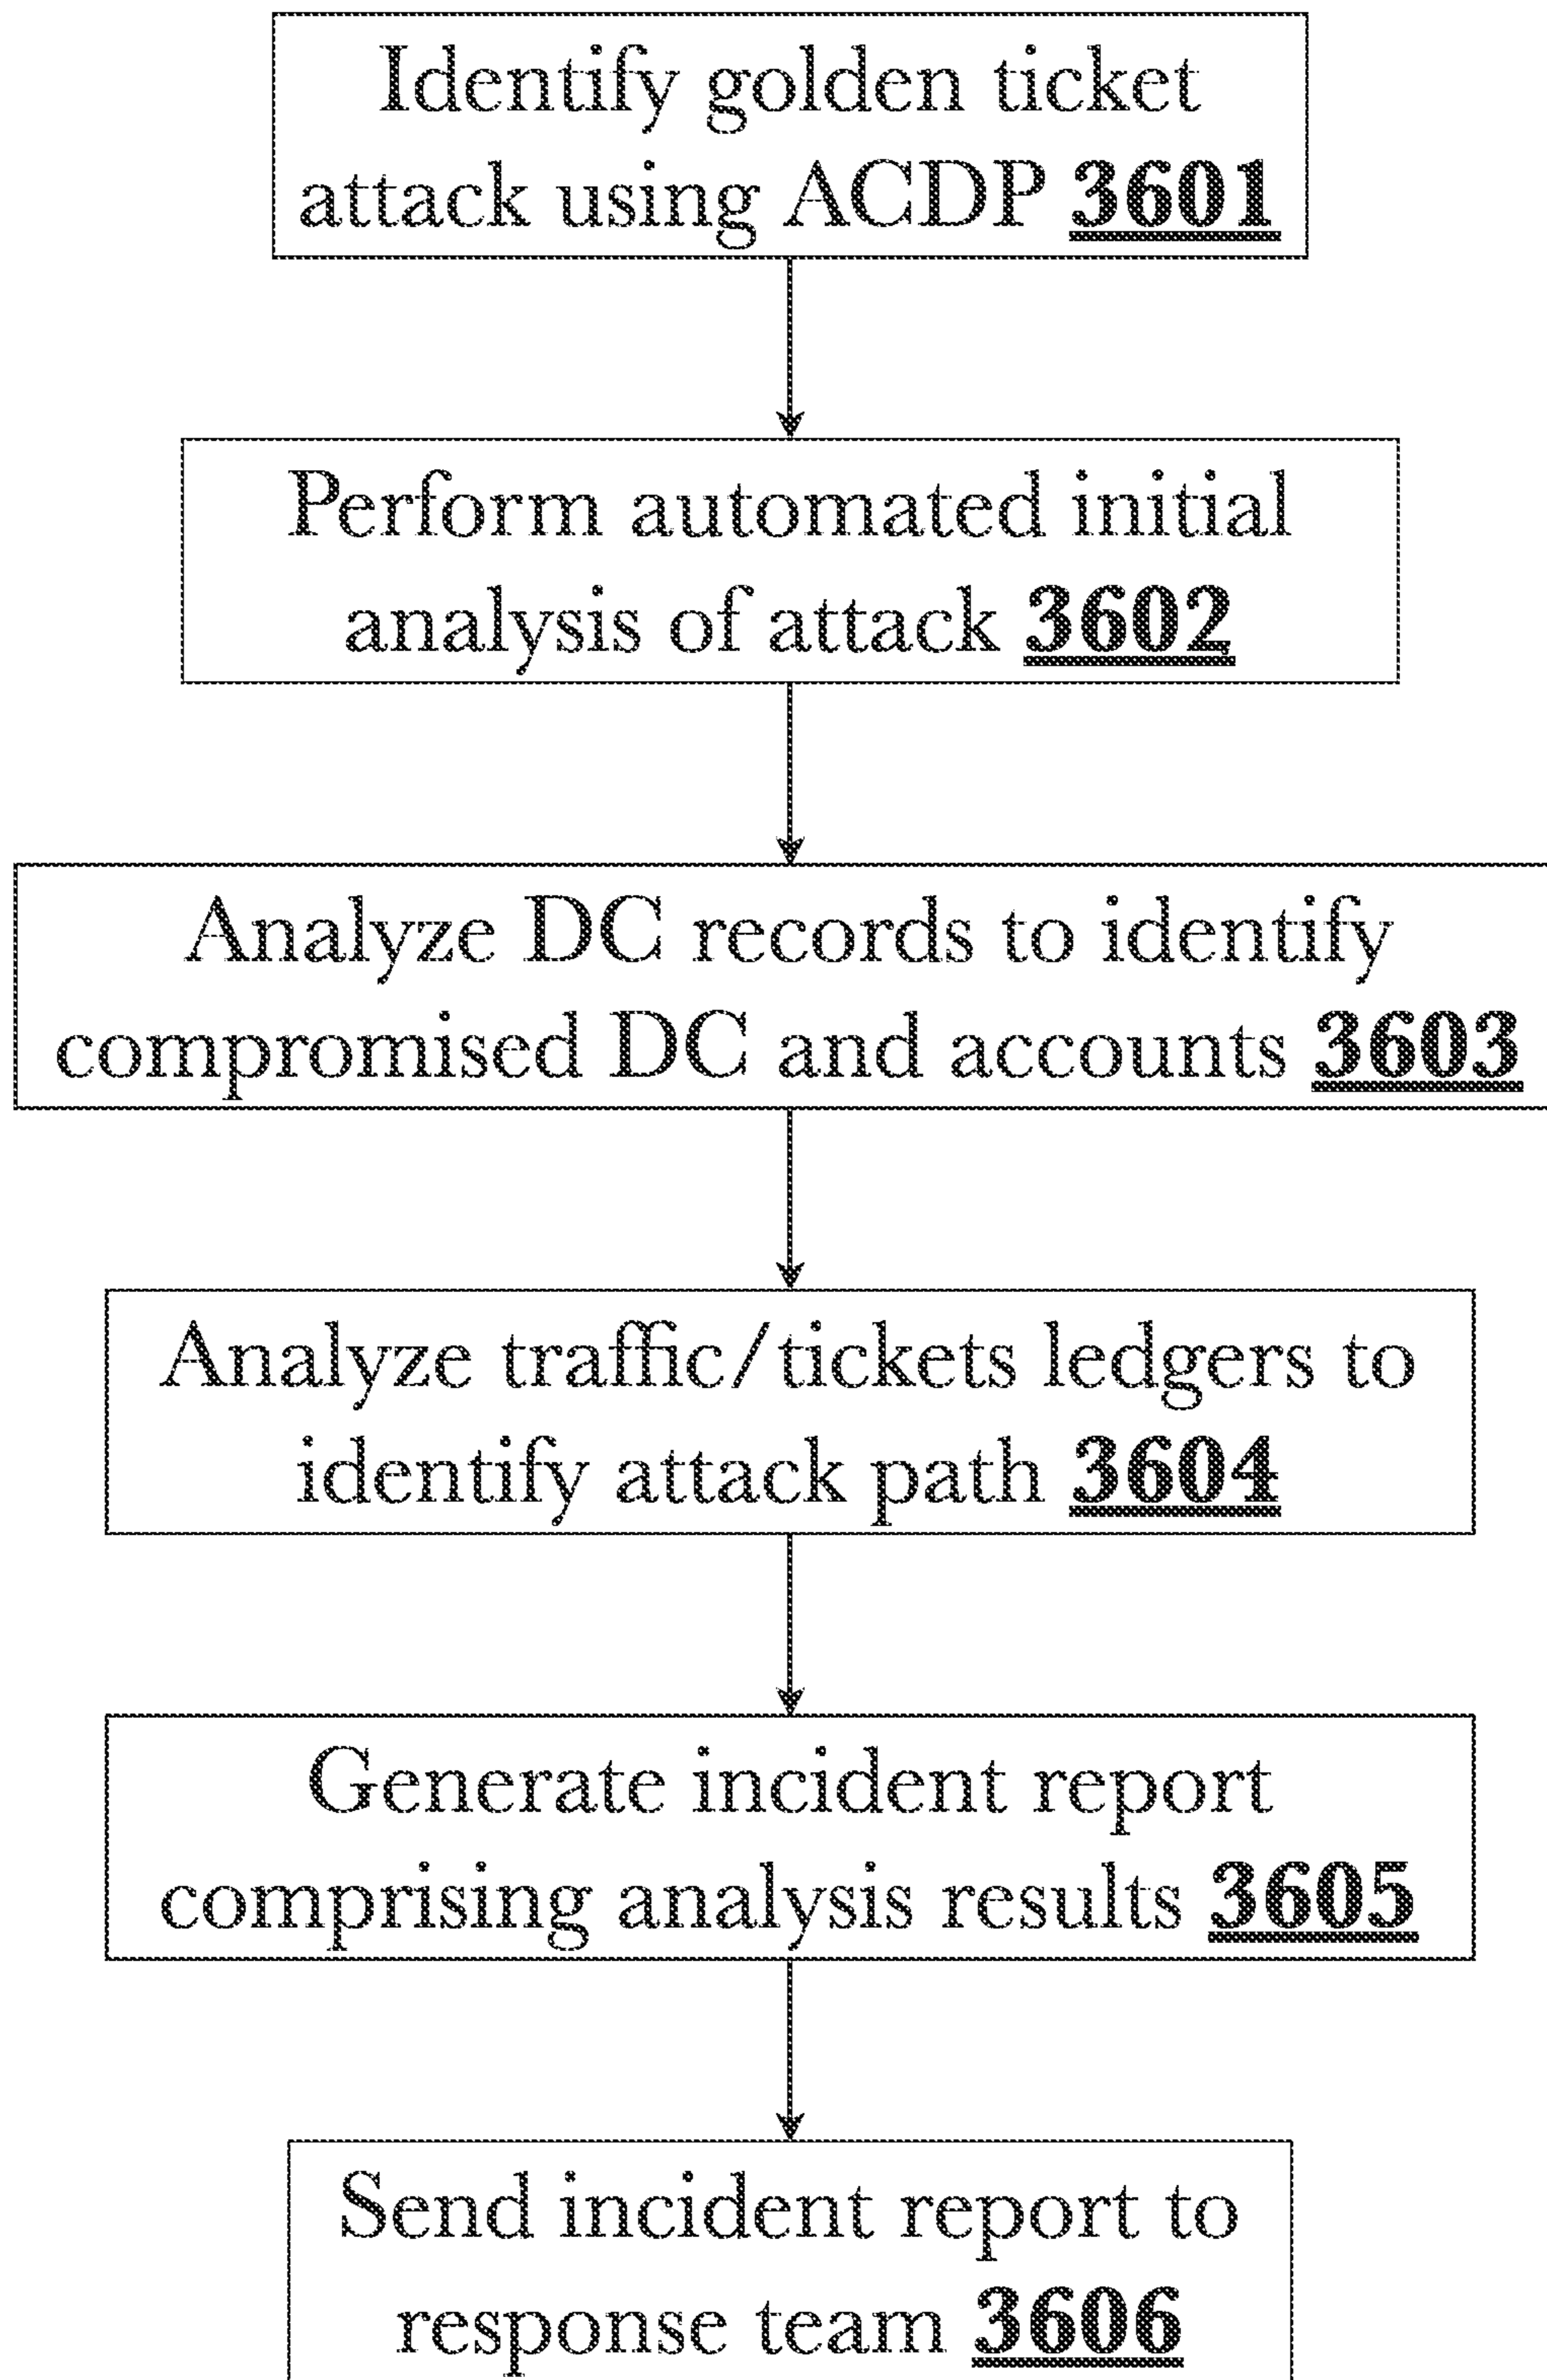 Identify golden ticket
attack using ACDP 3601
Perform automated initial
analysis of attack 3602
Analyze DC records to identify
compromised DC and accounts 3603
Analyze traffic/tickets ledgers to
identify attack path 3604
Generate incident report
comprising analysis results 3605
Send incident report to
response team 3606